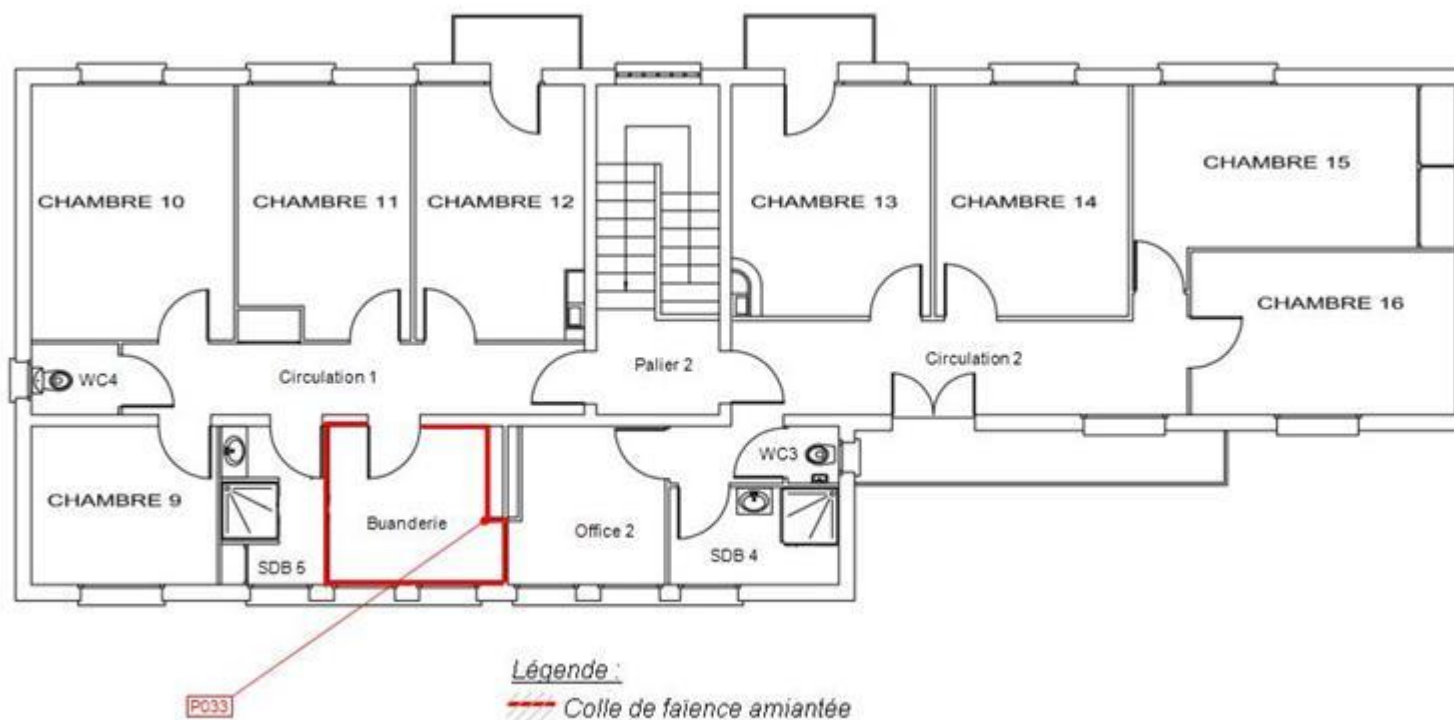 CHAMBRE 10
CHAMBRE 11
CHAMBRE 12
CHAMBRE 13
CHAMBRE 14
CHAMBRE 15
CHAMBRE 16
WC4
Circulation 1
Palier 2
Circulation 2
CHAMBRE 9
SDB 5
Buanderie
Office 2
WC3
SDB 4
P033
Légende :
Colle de faïence amiantée